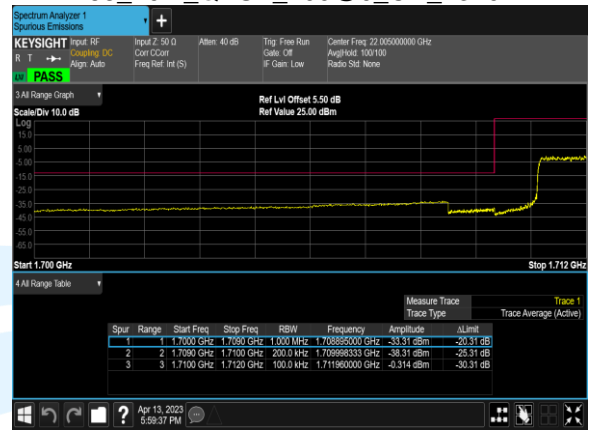 Spectrum Analyzer 1
Spurious Emissions
+
KEYSIGHT Input: RF Input Z: 50 Ω Atten: 40 dB Trig: Free Run Center Freq: 22.005000000 GHz
R T Coupling: DC Corr CCorr Gate: Off Avg|Hold: 100/100
Align: Auto Freq Ref: Int (S) IF Gain: Low Radio Std: None
LV PASS
3 All Range Graph
Ref Lvl Offset 5.50 dB
Scale/Div 10.0 dB Ref Value 25.00 dBm
Log
15.0
5.00
-5.00
-15.0
-25.0
-35.0
-45.0
-55.0
-65.0
Start 1.700 GHz Stop 1.712 GHz
4 All Range Table
Measure Trace Trace 1
Trace Type Trace Average (Active)
Spur Range Start Freq Stop Freq RBW Frequency Amplitude ΔLimit
1 1 1.7000 GHz 1.7090 GHz 1.000 MHz 1.708895000 GHz -33.31 dBm -20.31 dB
2 2 1.7090 GHz 1.7100 GHz 200.0 kHz 1.709998333 GHz -38.31 dBm -25.31 dB
3 3 1.7100 GHz 1.7120 GHz 100.0 kHz 1.711960000 GHz -0.314 dBm -30.31 dB
?
Apr 13, 2023
5:59:37 PM